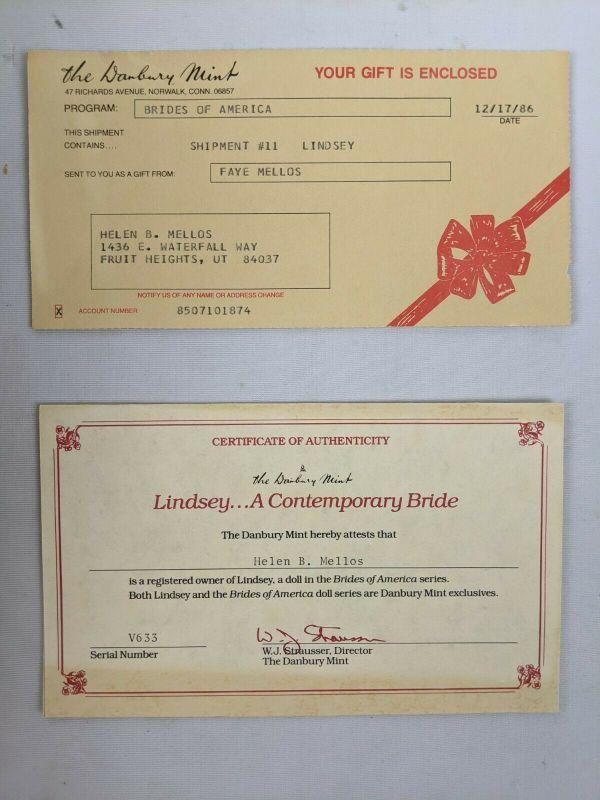 the Danbury Mint
47 RICHARDS AVENUE, NORWALK, CONN. 06857
YOUR GIFT IS ENCLOSED
PROGRAM: BRIDES OF AMERICA
12/17/86
DATE
THIS SHIPMENT
CONTAINS.... SHIPMENT #11 LINDSEY
SENT TO YOU AS A GIFT FROM: FAYE MELLOS
HELEN B. MELLOS
1436 E. WATERFALL WAY
FRUIT HEIGHTS, UT 84037
NOTIFY US OF ANY NAME OR ADDRESS CHANGE
X ACCOUNT NUMBER 8507101874
CERTIFICATE OF AUTHENTICITY
the Danbury Mint
Lindsey...A Contemporary Bride
The Danbury Mint hereby attests that
Helen B. Mellos
is a registered owner of Lindsey, a doll in the Brides of America series.
Both Lindsey and the Brides of America doll series are Danbury Mint exclusives.
V633
Serial Number
W. J. Strausser
W.J. Strausser, Director
The Danbury Mint